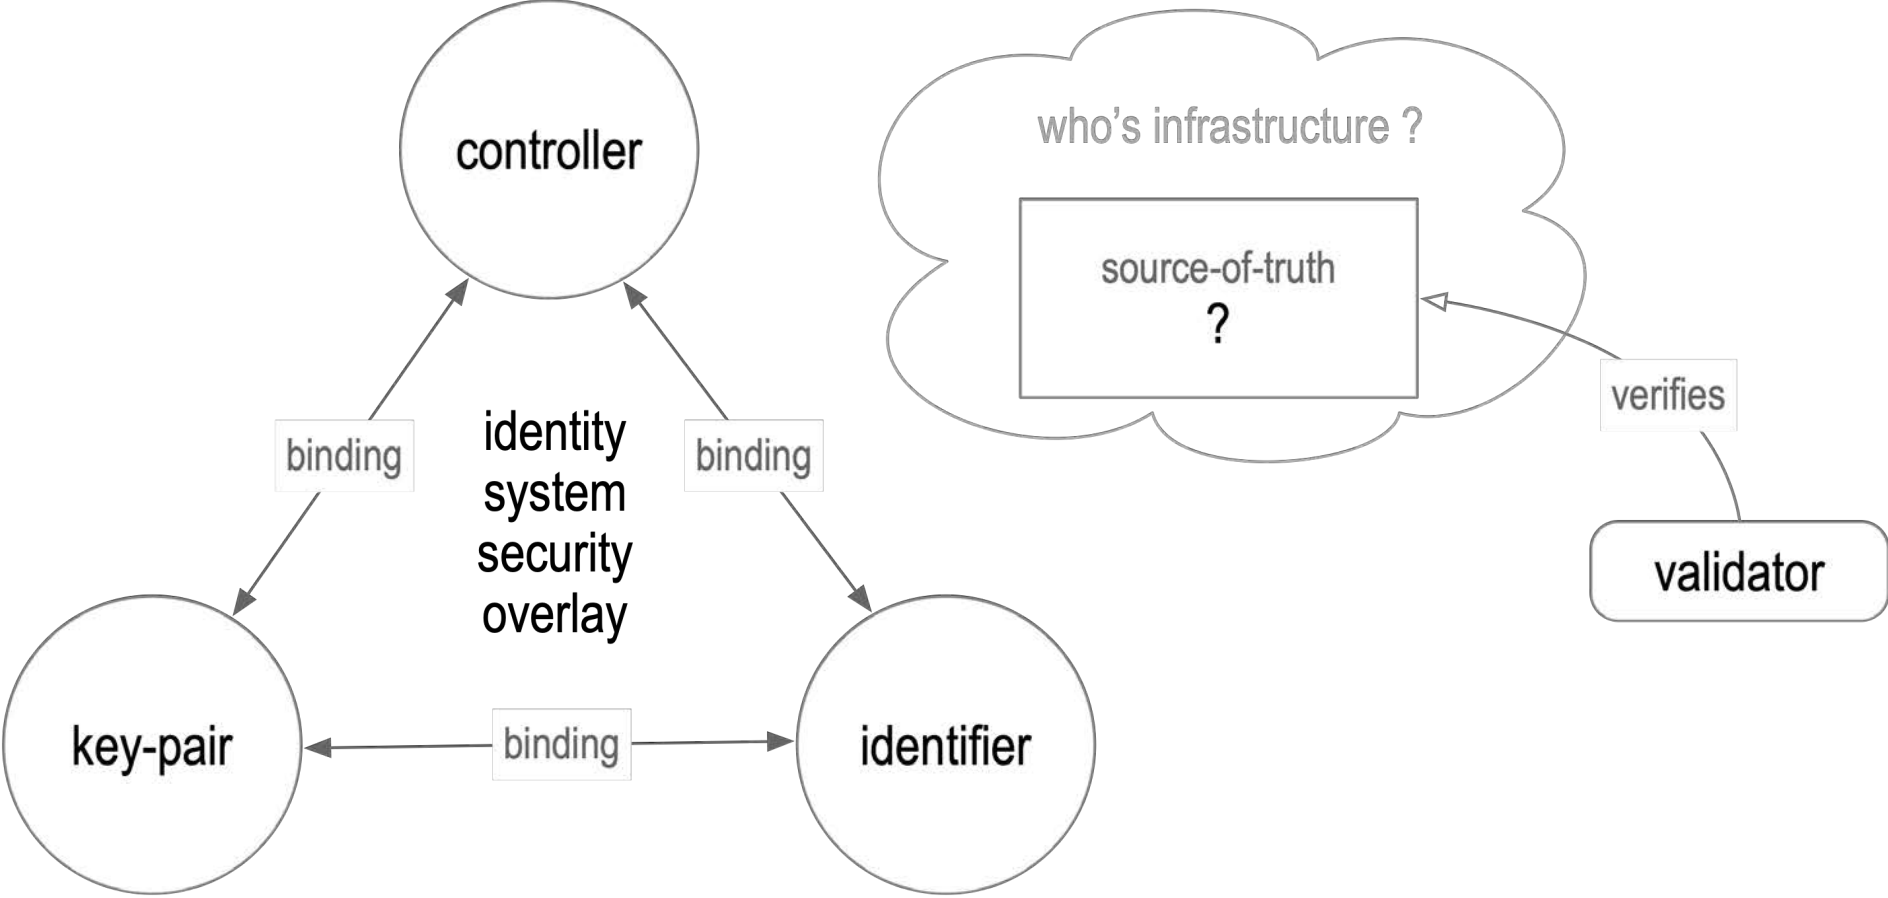 controller
who's infrastructure ?
source-of-truth
?
verifies
binding
binding
identity
system
security
overlay
validator
key-pair
binding
identifier